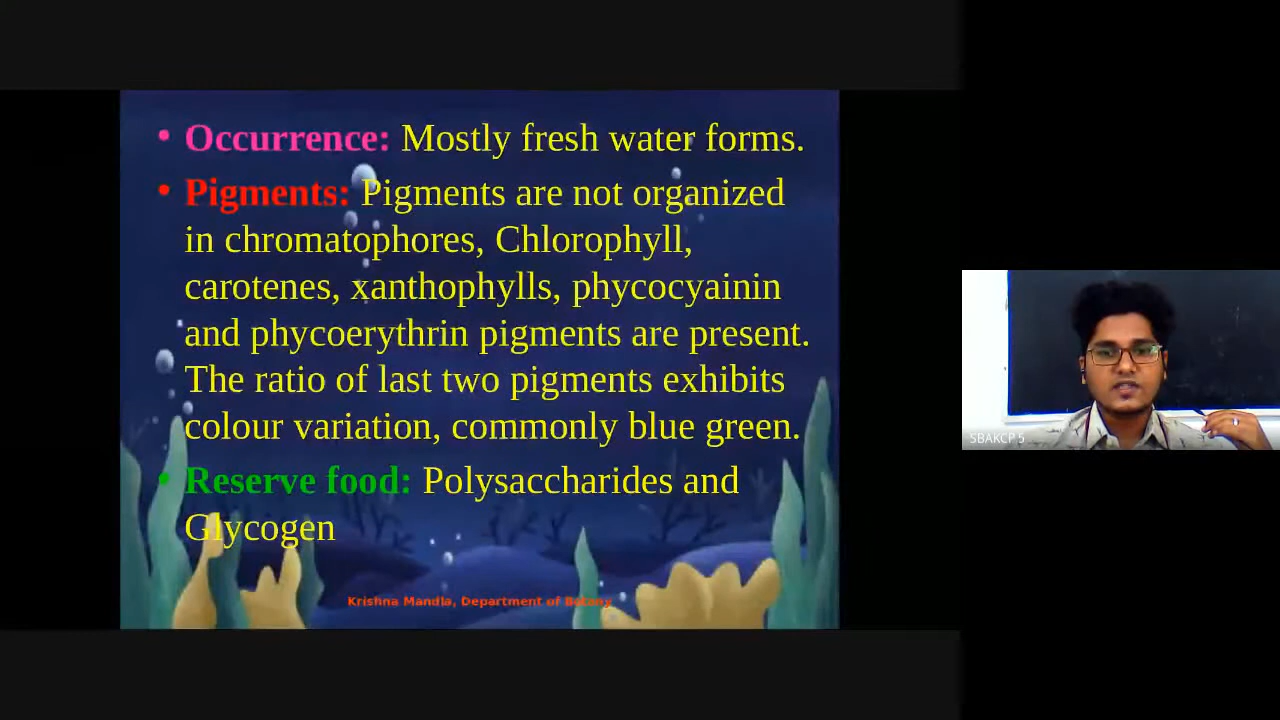 • Occurrence: Mostly fresh water forms.
• Pigments: Pigments are not organized
in chromatophores, Chlorophyll,
carotenes, xanthophylls, phycocyainin
and phycoerythrin pigments are present.
The ratio of last two pigments exhibits
colour variation, commonly blue green.
• Reserve food: Polysaccharides and
Glycogen
Krishna Mandla, Department of Botany
SBAKCP 5